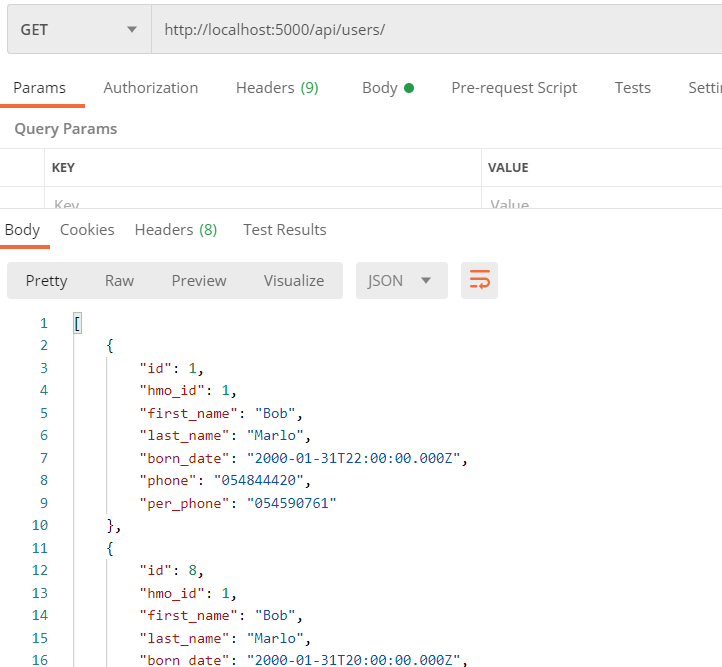 GET http://localhost:5000/api/users/
Params Authorization Headers (9) Body Pre-request Script Tests Setti
Query Params
KEY VALUE
Key Value
Body Cookies Headers (8) Test Results
Pretty Raw Preview Visualize JSON
1 [
2 {
3 "id": 1,
4 "hmo_id": 1,
5 "first_name": "Bob",
6 "last_name": "Marlo",
7 "born_date": "2000-01-31T22:00:00.000Z",
8 "phone": "054844420",
9 "per_phone": "054590761"
10 },
11 {
12 "id": 8,
13 "hmo_id": 1,
14 "first_name": "Bob",
15 "last_name": "Marlo",
16 "born_date": "2000-01-31T20:00:00.000Z",